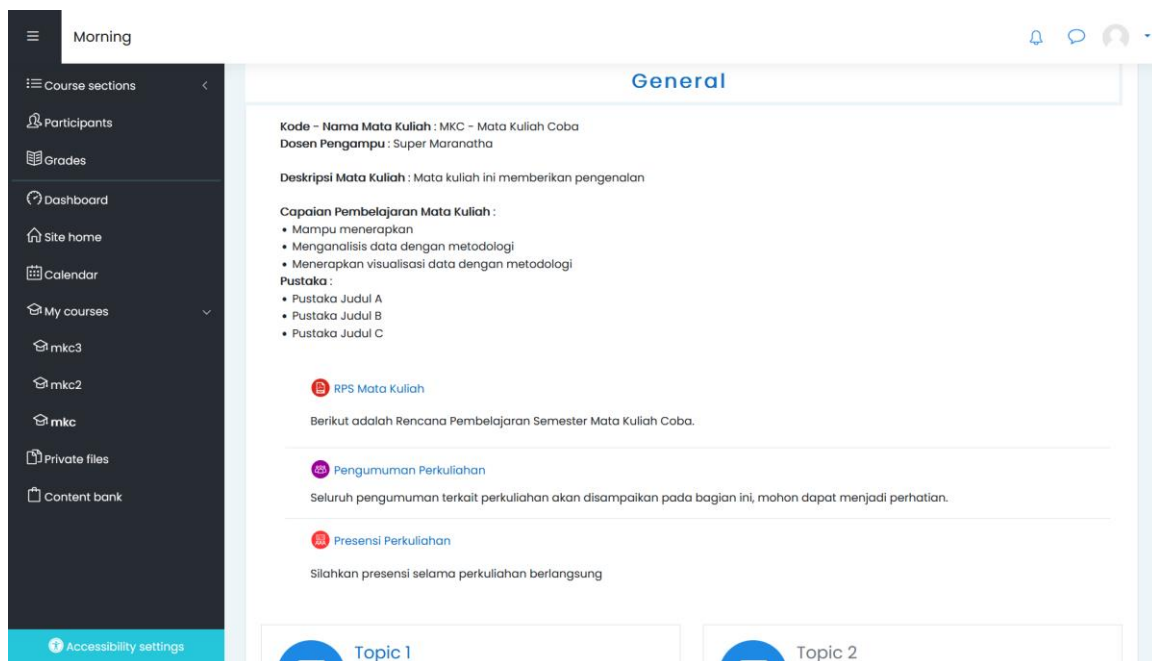 Morning
Course sections
Participants
Grades
Dashboard
Site home
Calendar
My courses
mkc3
mkc2
mkc
Private files
Content bank
Accessibility settings
General
Kode - Nama Mata Kuliah : MKC - Mata Kuliah Coba
Dosen Pengampu : Super Maranatha
Deskripsi Mata Kuliah : Mata kuliah ini memberikan pengenalan
Capaian Pembelajaran Mata Kuliah :
• Mampu menerapkan
• Menganalisis data dengan metodologi
• Menerapkan visualisasi data dengan metodologi
Pustaka :
• Pustaka Judul A
• Pustaka Judul B
• Pustaka Judul C
RPS Mata Kuliah
Berikut adalah Rencana Pembelajaran Semester Mata Kuliah Coba.
Pengumuman Perkuliahan
Seluruh pengumuman terkait perkuliahan akan disampaikan pada bagian ini, mohon dapat menjadi perhatian.
Presensi Perkuliahan
Silahkan presensi selama perkuliahan berlangsung
Topic 1
Topic 2